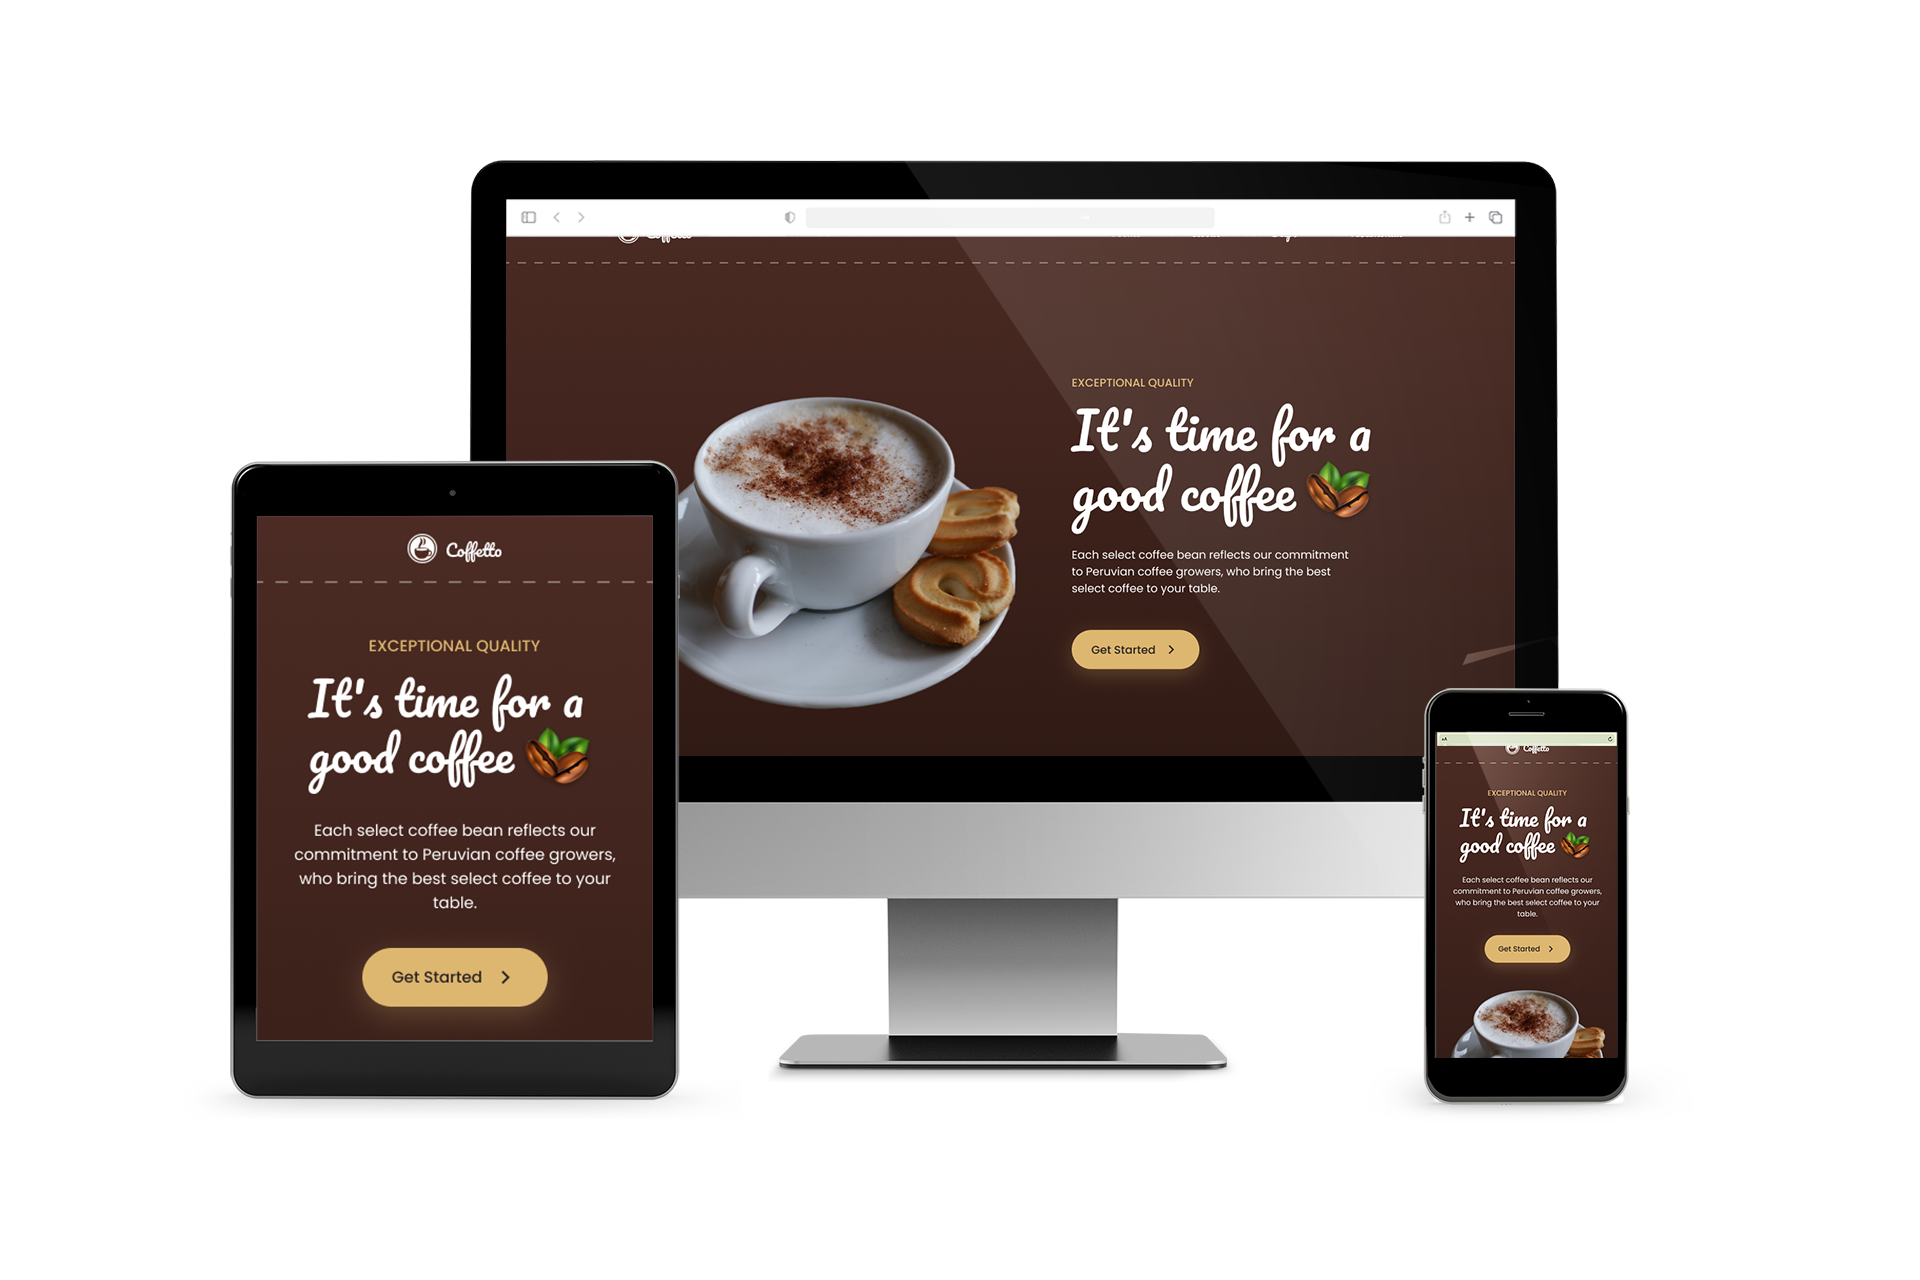 Coffetto
EXCEPTIONAL QUALITY
It's time for a
good coffee
Each select coffee bean reflects our commitment
to Peruvian coffee growers, who bring the best
select coffee to your table.
Get Started
Coffetto
EXCEPTIONAL QUALITY
It's time for a
good coffee
Each select coffee bean reflects our
commitment to Peruvian coffee growers,
who bring the best select coffee to your
table.
Get Started
AA
Coffetto
EXCEPTIONAL QUALITY
It's time for a
good coffee
Each select coffee bean reflects our
commitment to Peruvian coffee growers,
who bring the best select coffee to your
table.
Get Started